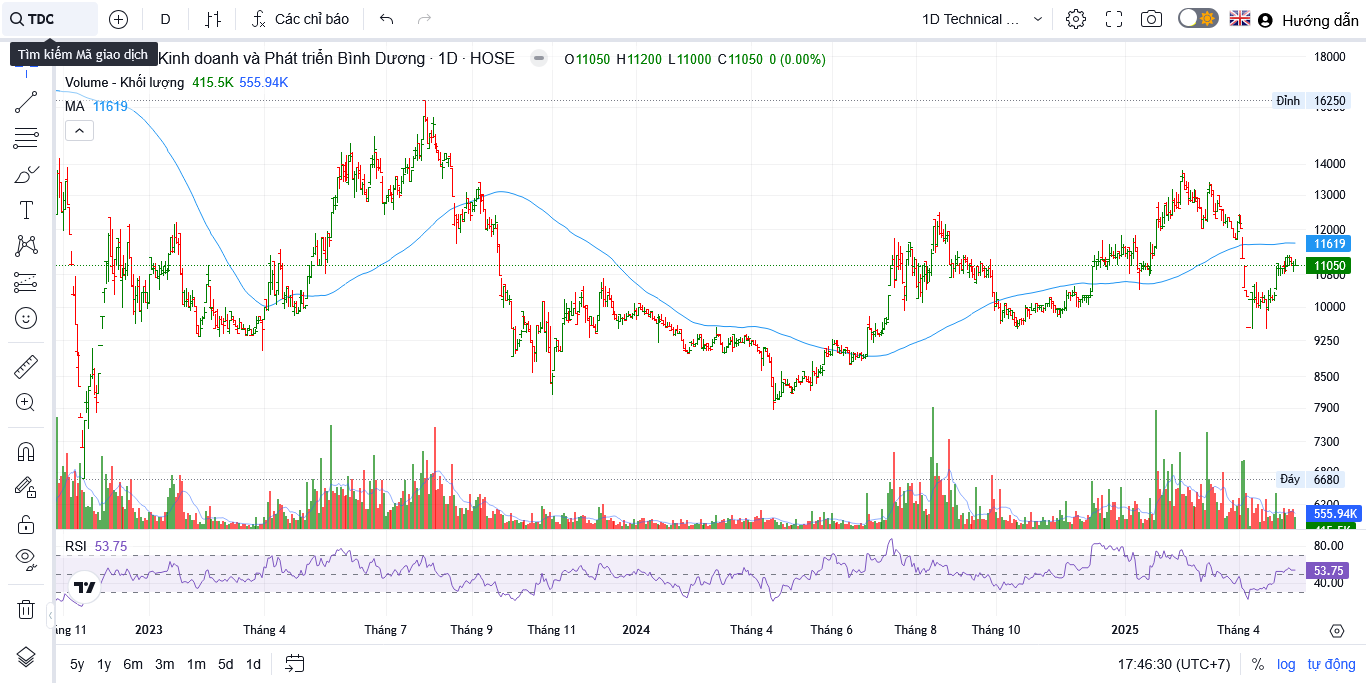 TDC
D
Các chỉ báo
1D Technical ...
Hướng dẫn
Tìm kiếm Mã giao dịch
Kinh doanh và Phát triển Bình Dương · 1D · HOSE
O11050 H11200 L11000 C11050 0 (0.00%)
Volume - Khối lượng 415.5K 555.94K
MA 11619
18000
Đỉnh 16250
14000
13000
12000
11619
11050
10000
9250
8500
7900
7300
6800
Đáy 6680
6200
555.94K
415.5K
RSI 53.75
80.00
53.75
40.00
2023
Tháng 4
Tháng 7
Tháng 9
Tháng 11
2024
Tháng 4
Tháng 6
Tháng 8
Tháng 10
2025
Tháng 4
5y 1y 6m 3m 1m 5d 1d
17:46:30 (UTC+7)
% log tự động